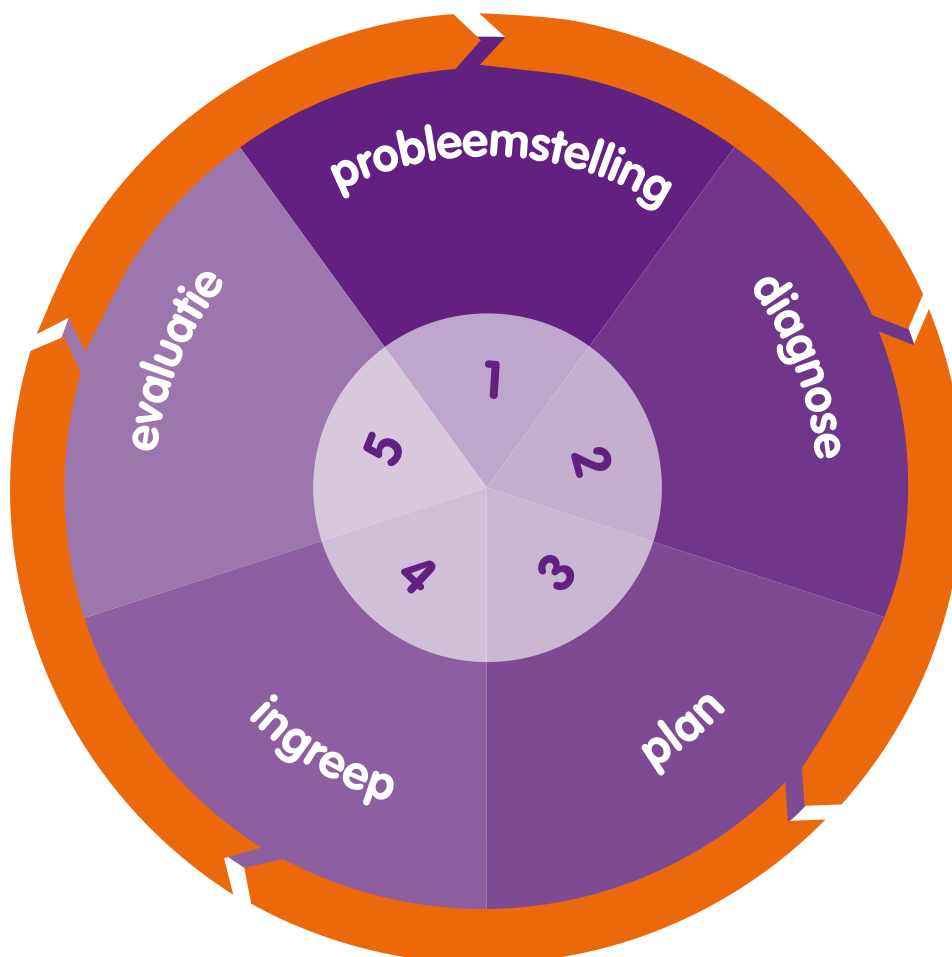 probleemstelling
diagnose
plan
ingreep
evaluatie
1
2
3
4
5